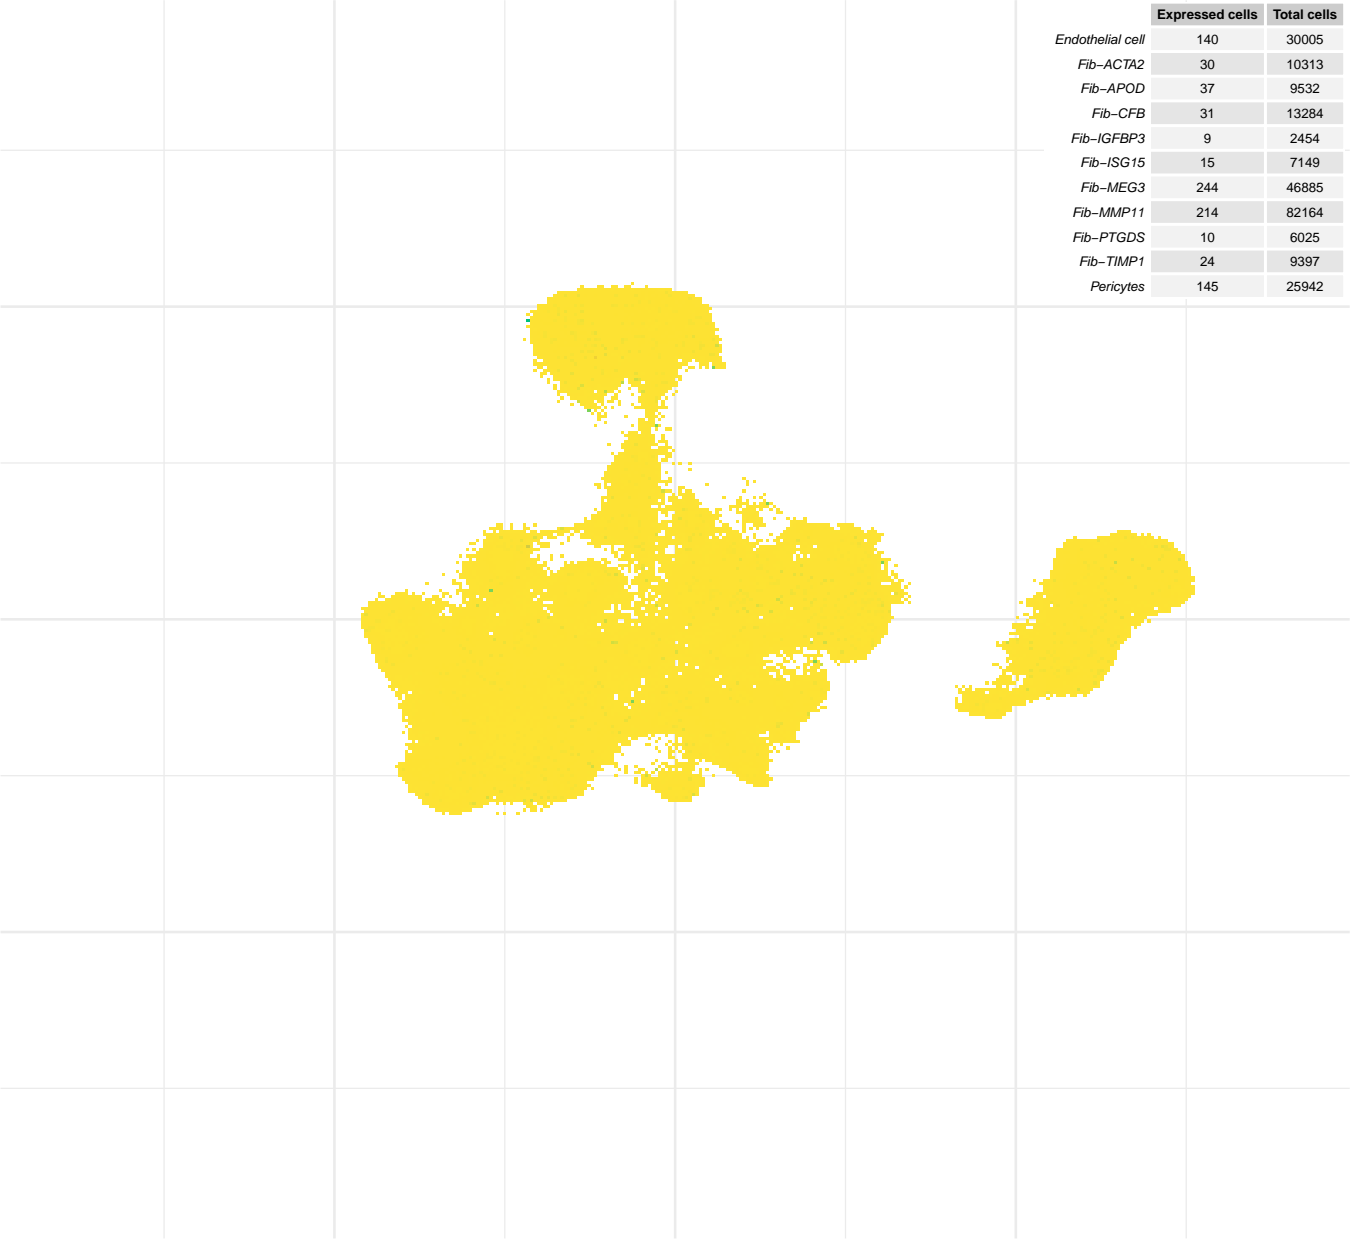 Expressed cells Total cells
Endothelial cell 140 30005
Fib−ACTA2 30 10313
Fib−APOD 37 9532
Fib−CFB 31 13284
Fib−IGFBP3 9 2454
Fib−ISG15 15 7149
Fib−MEG3 244 46885
Fib−MMP11 214 82164
Fib−PTGDS 10 6025
Fib−TIMP1 24 9397
Pericytes 145 25942